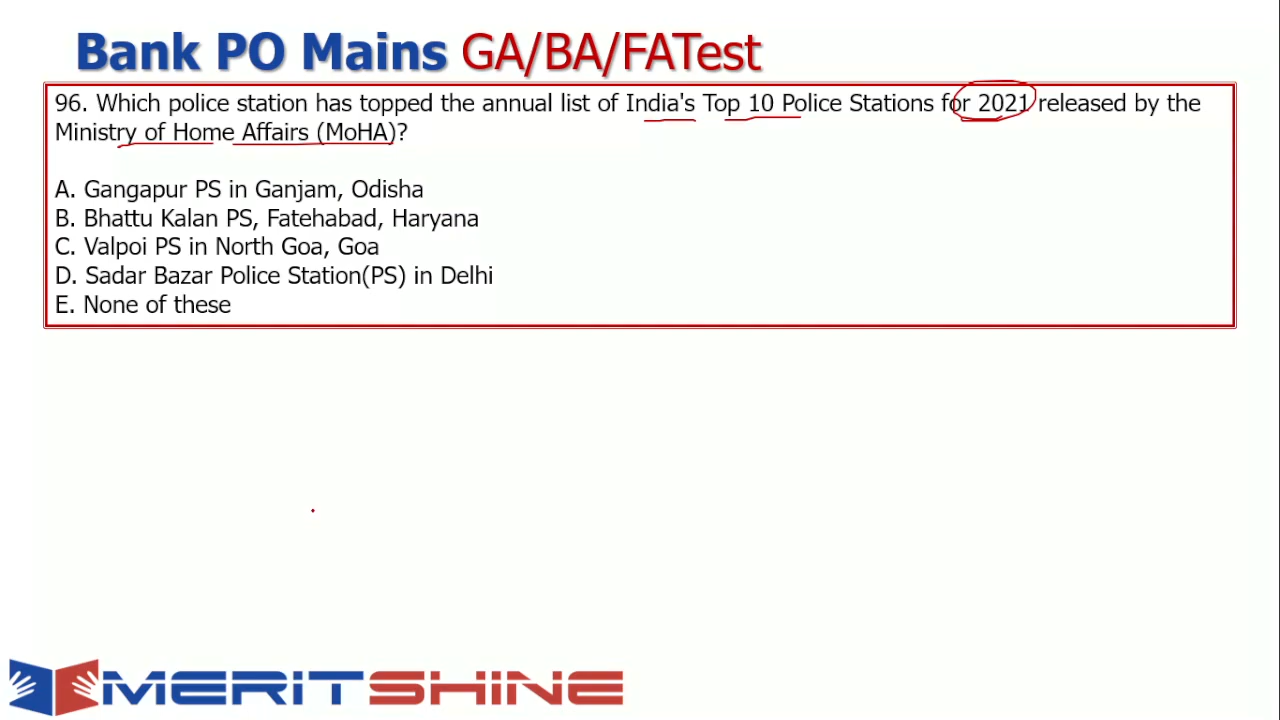 Bank PO Mains GA/BA/FATest
96. Which police station has topped the annual list of India's Top 10 Police Stations for 2021 released by the
Ministry of Home Affairs (MoHA)?
A. Gangapur PS in Ganjam, Odisha
B. Bhattu Kalan PS, Fatehabad, Haryana
C. Valpoi PS in North Goa, Goa
D. Sadar Bazar Police Station(PS) in Delhi
E. None of these
MERITSHINE